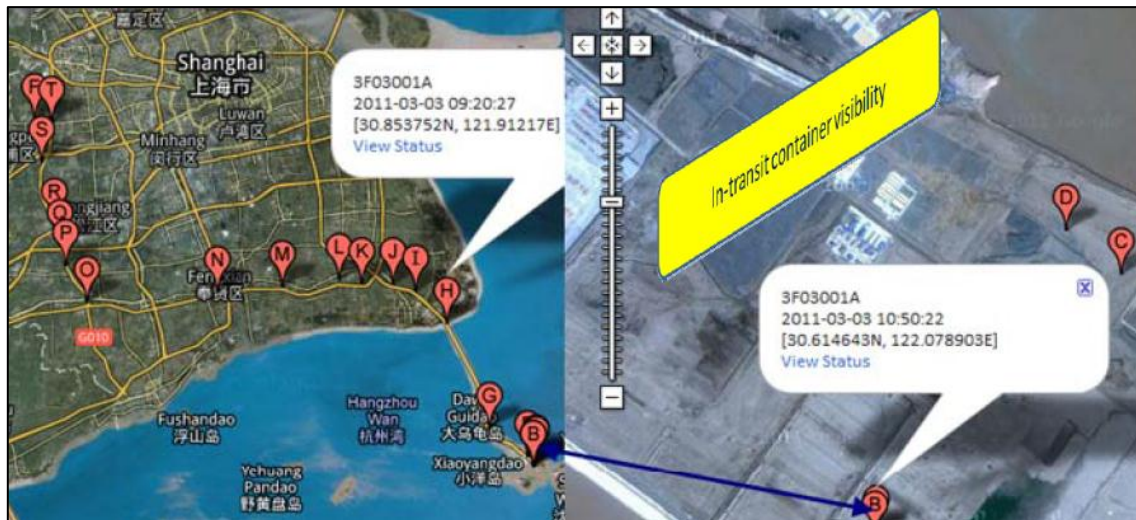 嘉定区
Shanghai
上海市
Luwan
卢湾区
Minhang
闵行区
3F03001A
2011-03-03 09:20:27
[30.853752N, 121.91217E]
View Status
F
T
S
R
Q
P
O
N
M
L
K
J
I
H
G
B
奉贤区
G010
Fushandao
浮山岛
Hangzhou
Wan
杭州湾
Guidao
大乌龟岛
Xiaoyangdao
小洋岛
Yehuang
Pandao
野黄盘岛
In-transit container visibility
D
C
3F03001A
2011-03-03 10:50:22
[30.614643N, 122.078903E]
View Status
B